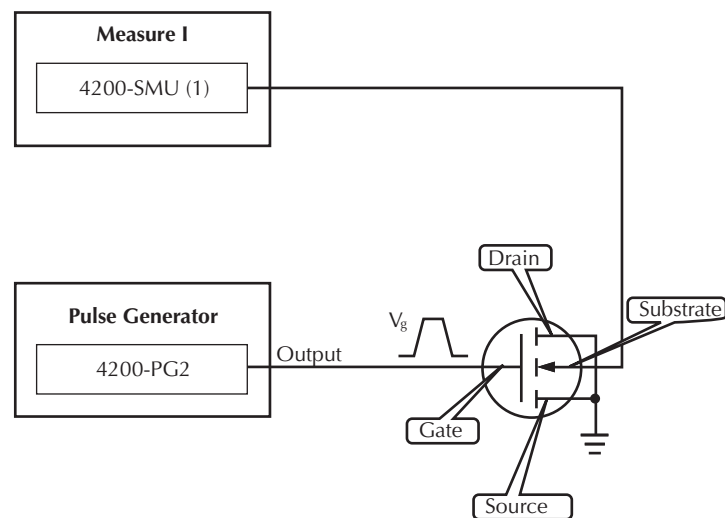 Measure I
4200-SMU (1)
Drain
Substrate
Pulse Generator
Vg
Output
4200-PG2
Gate
Source